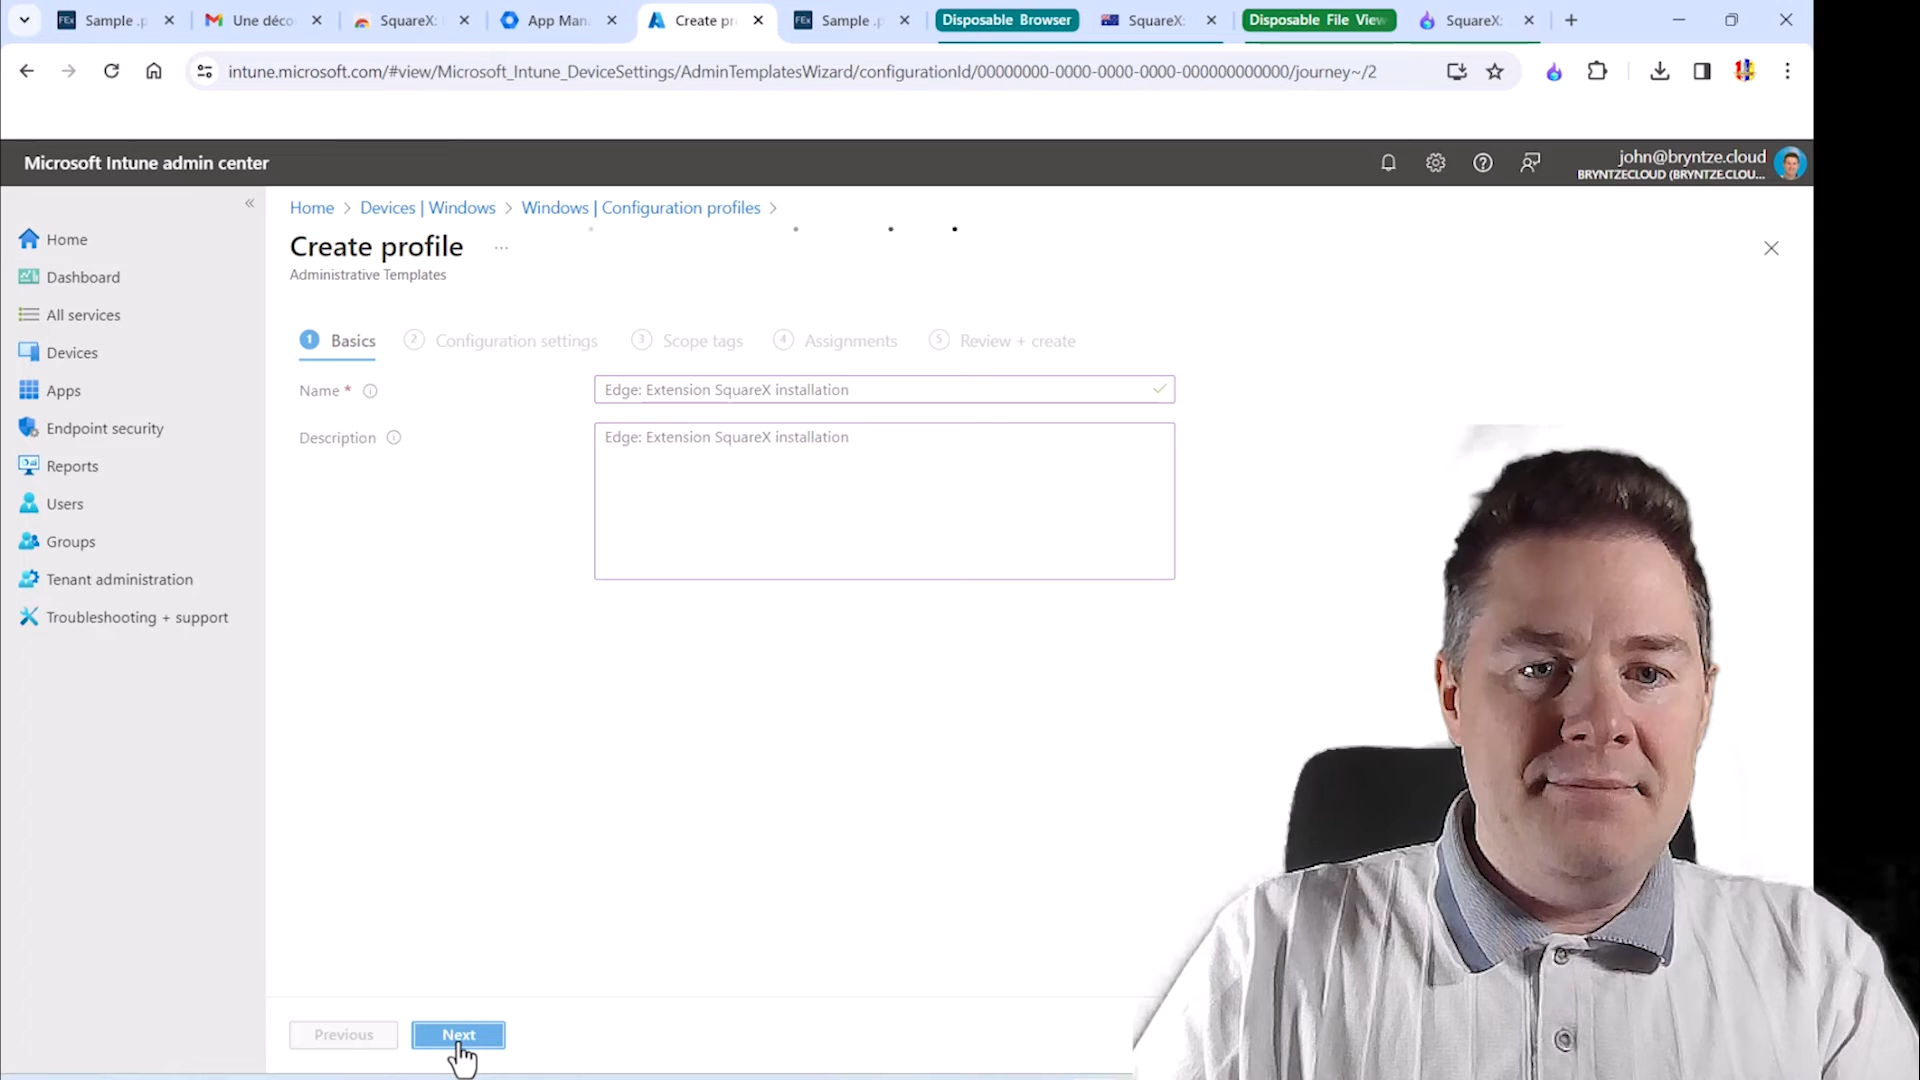 Sample .p
Une déco
SquareX:
App Man
Create pr
Sample .p
Disposable Browser
SquareX:
Disposable File View
SquareX:
intune.microsoft.com/#view/Microsoft_Intune_DeviceSettings/AdminTemplatesWizard/configurationId/00000000-0000-0000-0000-000000000000/journey~/2
Microsoft Intune admin center
john@bryntze.cloud
BRYNTZECLOUD (BRYNTZE.CLOU...
Home
Dashboard
All services
Devices
Apps
Endpoint security
Reports
Users
Groups
Tenant administration
Troubleshooting + support
Home > Devices | Windows > Windows | Configuration profiles >
Create profile ...
Administrative Templates
1 Basics 2 Configuration settings 3 Scope tags 4 Assignments 5 Review + create
Name * Edge: Extension SquareX installation
Description Edge: Extension SquareX installation
Previous Next